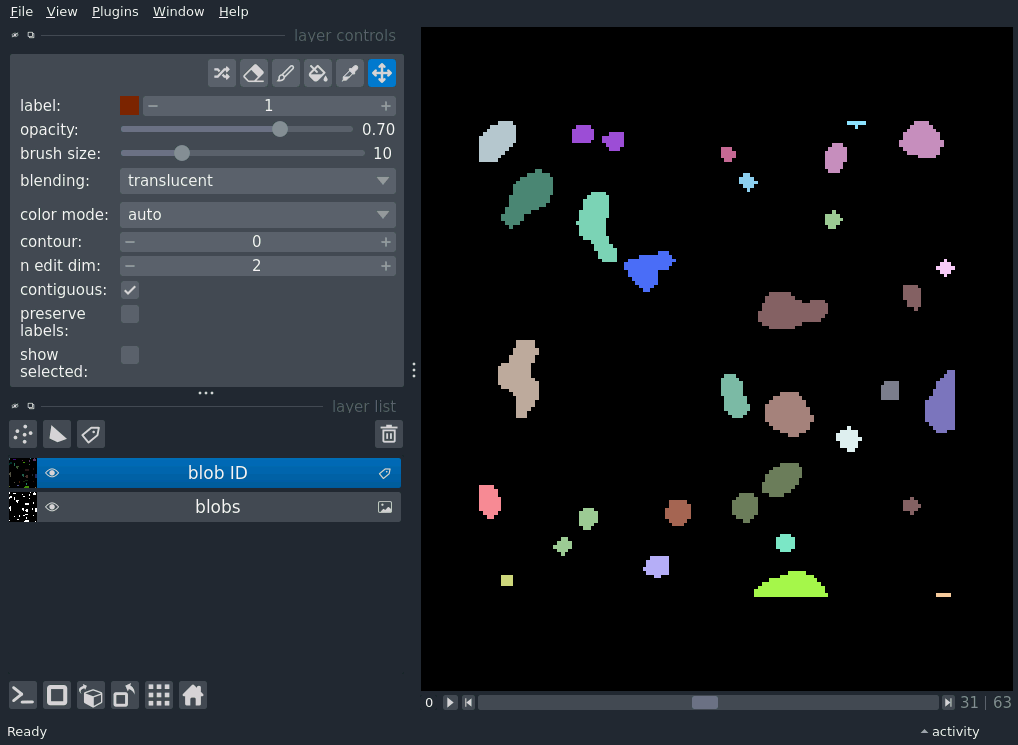 File View Plugins Window Help
layer controls
label: 1
opacity: 0.70
brush size: 10
blending: translucent
color mode: auto
contour: 0
n edit dim: 2
contiguous:
preserve
labels:
show
selected:
layer list
blob ID
blobs
0 31 | 63
Ready activity